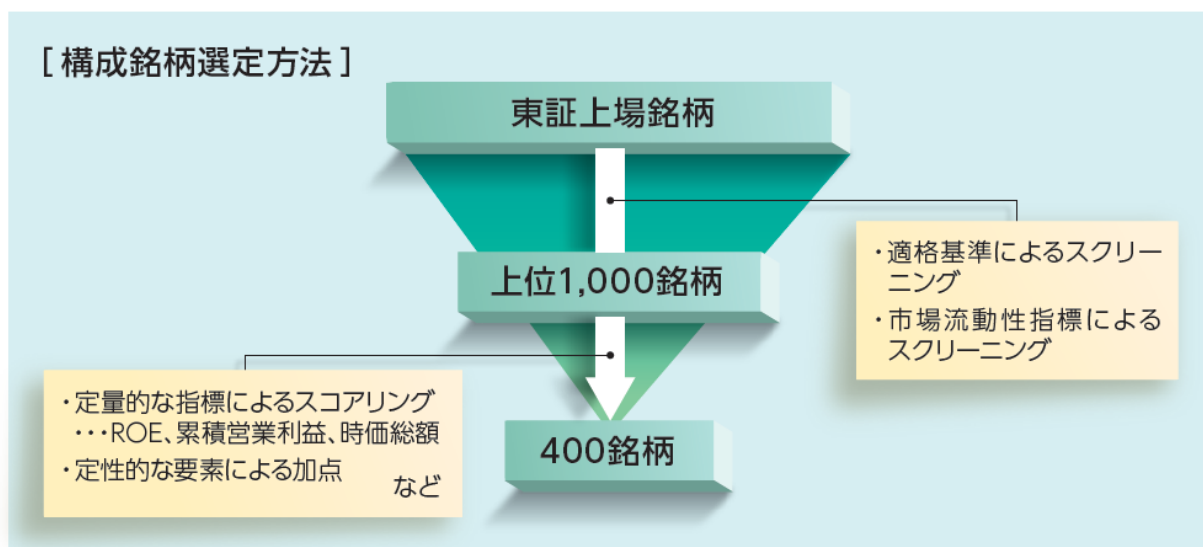 [ 構成銘柄選定方法 ]
東証上場銘柄
・適格基準によるスクリー
ニング
・市場流動性指標による
スクリーニング
上位1,000銘柄
・定量的な指標によるスコアリング
・・・ROE、累積営業利益、時価総額
・定性的な要素による加点
など
400銘柄